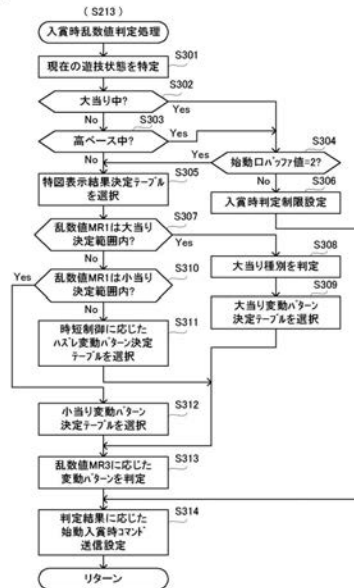 (S213)
入賞時乱数値判定処理
S301
現在の遊技状態を特定
S302
大当り中?
Yes
No
S303
高ベース中?
Yes
No
S304
始動口バッファ値=2?
Yes
No
S305
特図表示結果決定テーブル
を選択
S306
入賞時判定制限設定
S307
乱数値MR1は大当り
決定範囲内?
Yes
No
S308
大当り種別を判定
S309
大当り変動パターン
決定テーブルを選択
S310
乱数値MR1は小当り
決定範囲内?
Yes
No
S311
時短制御に応じた
ハズレ変動パターン決定
テーブルを選択
S312
小当り変動パターン
決定テーブルを選択
S313
乱数値MR3に応じた
変動パターンを判定
S314
判定結果に応じた
始動入賞時コマンド
送信設定
リターン